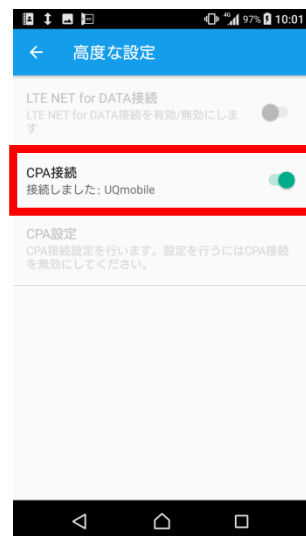 97% 10:01
高度な設定
LTE NET for DATA接続
LTE NET for DATA接続を有効/無効にしま
す
CPA接続
接続しました: UQmobile
CPA設定
CPA接続設定を行います。設定を行うにはCPA接続
を無効にしてください。